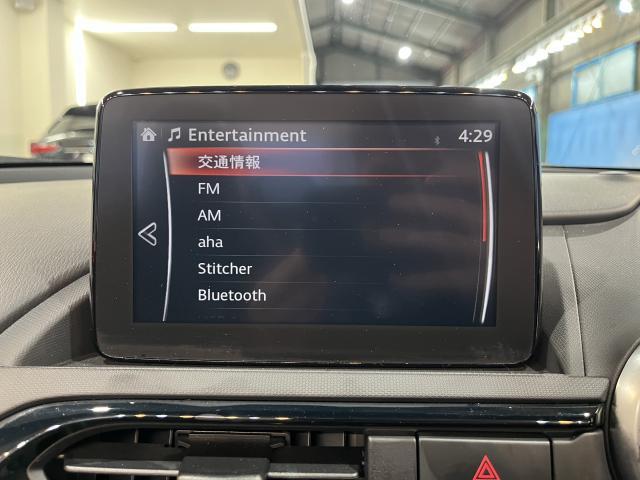 Entertainment 4:29
交通情報
FM
AM
aha
Stitcher
Bluetooth